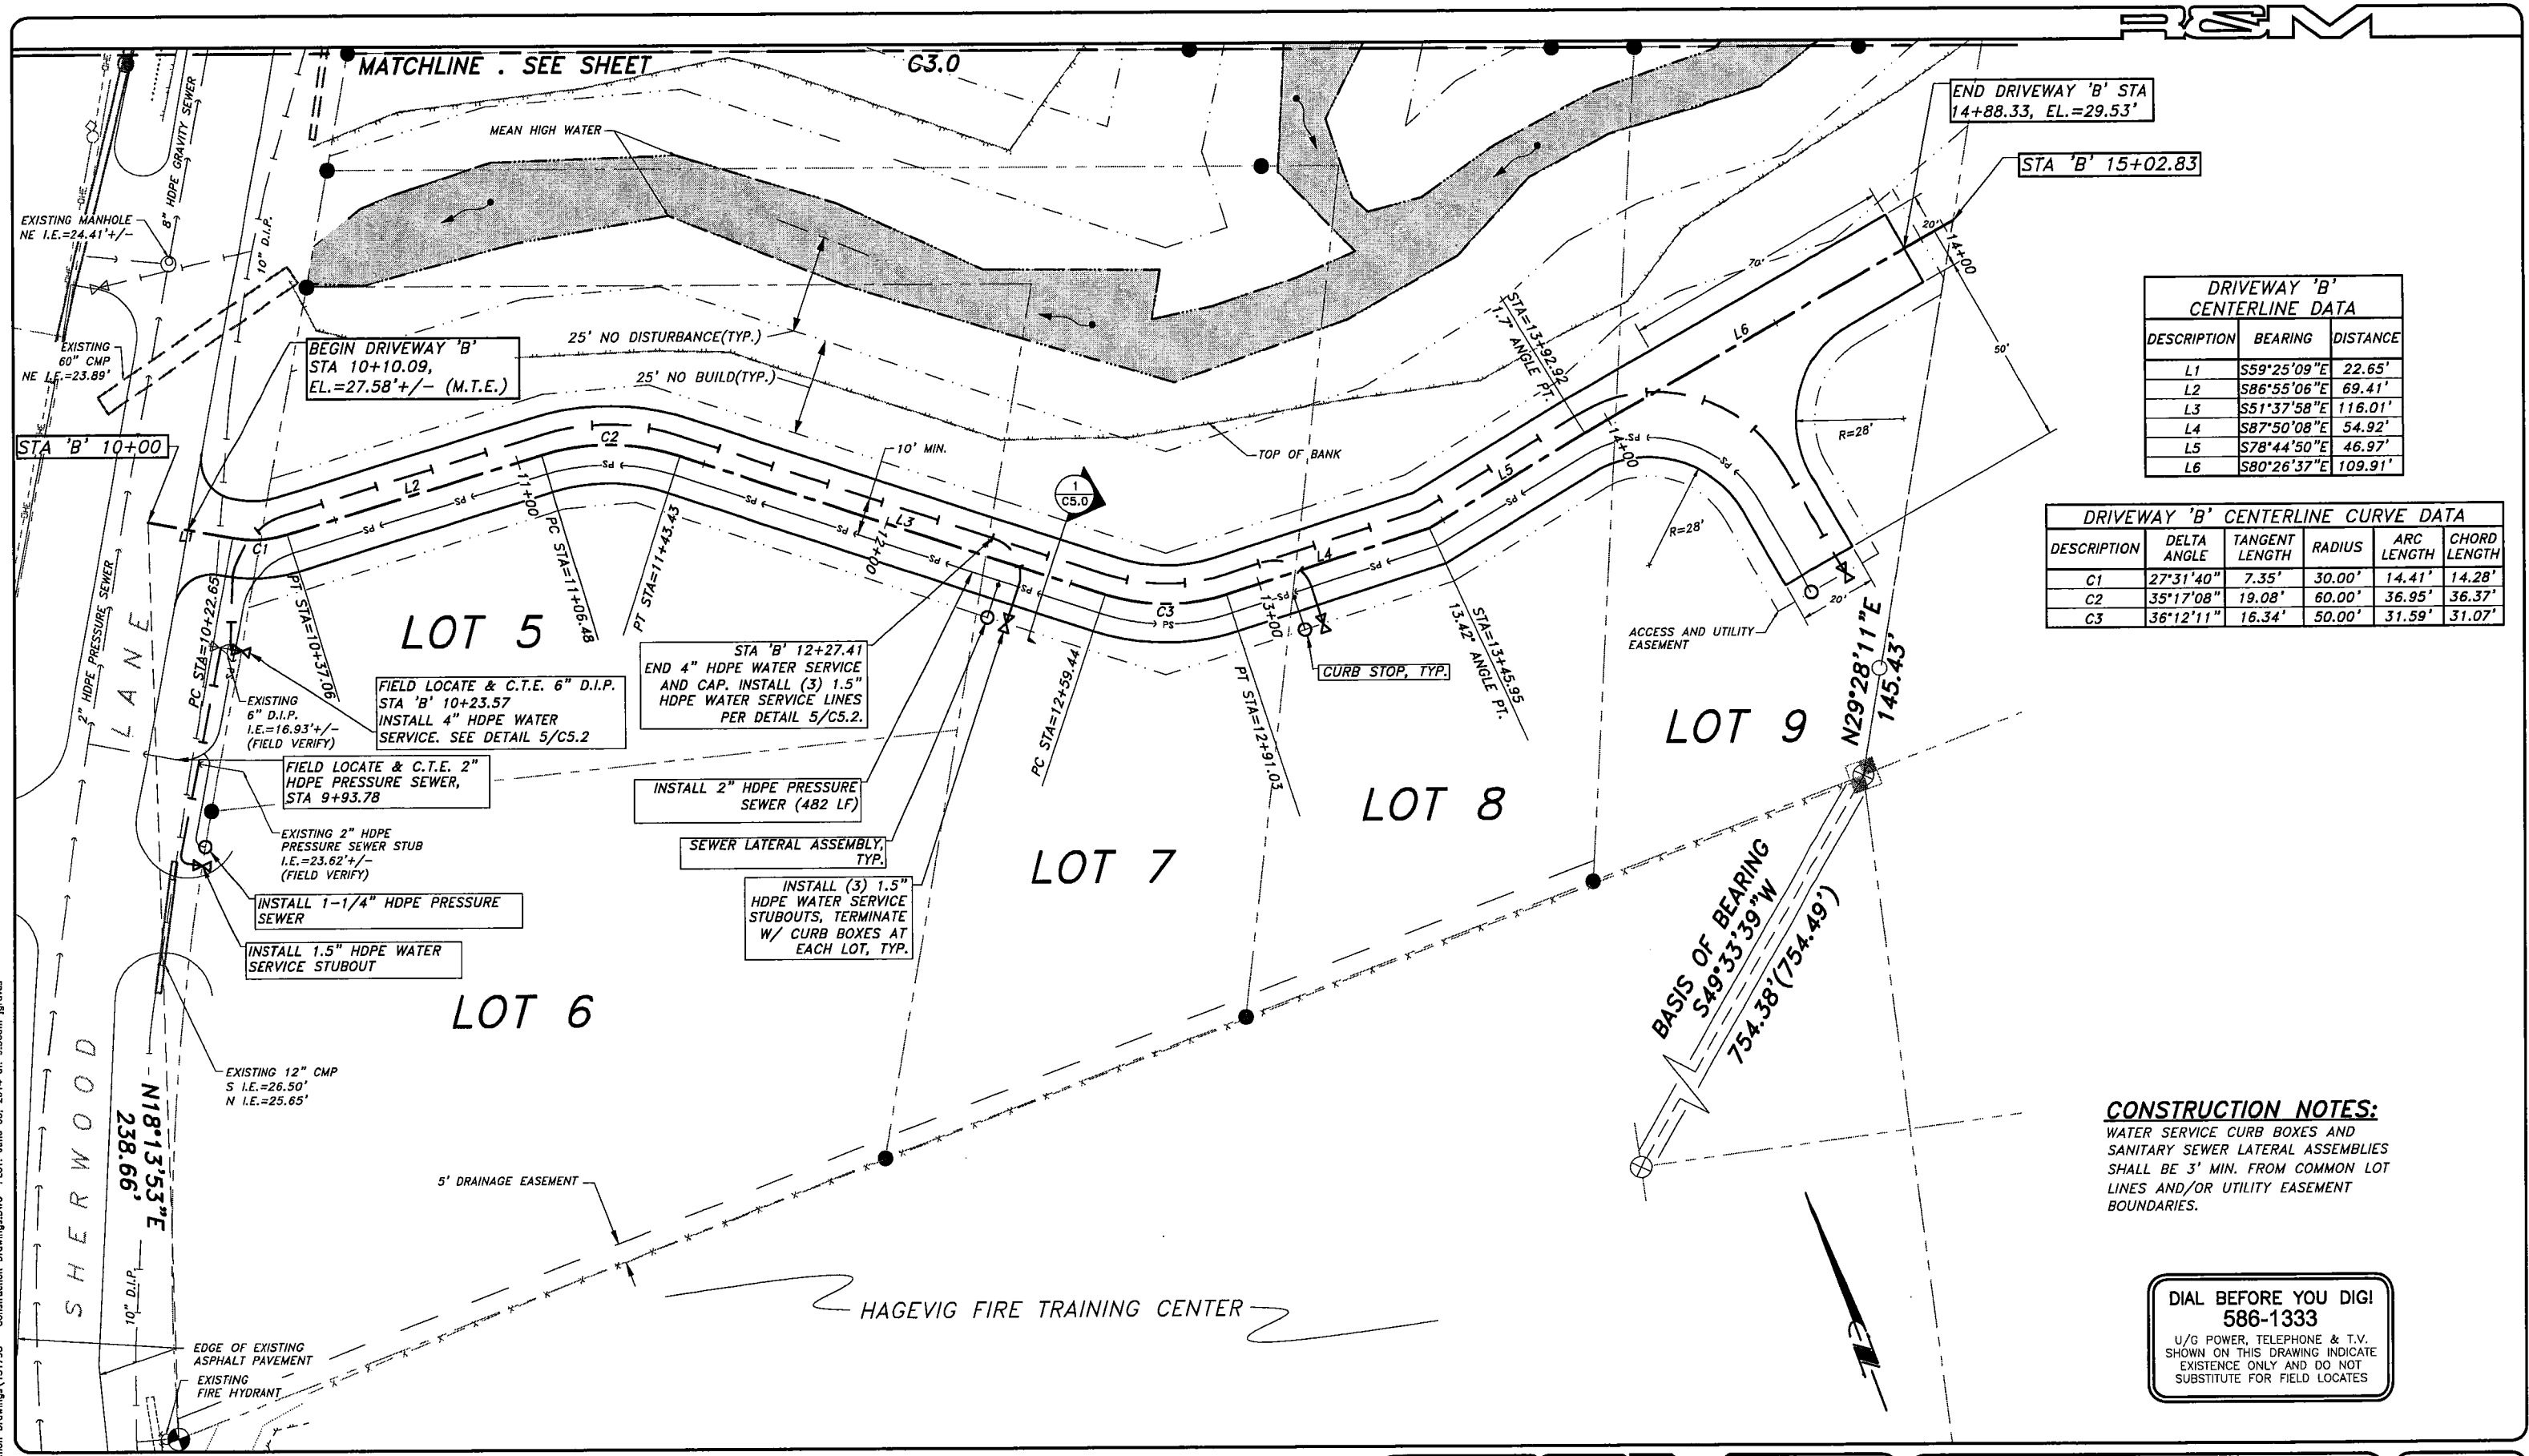 R&M
MATCHLINE . SEE SHEET C3.0
OHE
8" HDPE GRAVITY SEWER
10" D.I.P.
MEAN HIGH WATER
EXISTING MANHOLE
NE I.E.=24.41'+/-
EXISTING
60" CMP
NE I.E.=23.89'
BEGIN DRIVEWAY 'B'
STA 10+10.09,
EL.=27.58'+/- (M.T.E.)
STA 'B' 10+00
25' NO DISTURBANCE(TYP.)
25' NO BUILD(TYP.)
10' MIN.
TOP OF BANK
1
C5.0
END DRIVEWAY 'B' STA
14+88.33, EL.=29.53'
STA 'B' 15+02.83
20'
14+00
70'
50'
STA=13+92.92
1.7° ANGLE PT.
L6
14+00
R=28'
R=28'
20'
ACCESS AND UTILITY
EASEMENT
C1
L2
11+00
C2
L3
12+00
C3
13+00
L4
L5
PS
PC STA=10+22.65
PT STA=10+37.06
PC STA=11+06.48
PT STA=11+43.43
PC STA=12+59.44
PT STA=12+91.03
STA=13+45.95
13.42° ANGLE PT.
2" HDPE PRESSURE SEWER
LOT 5
EXISTING
6" D.I.P.
I.E.=16.93'+/-
(FIELD VERIFY)
FIELD LOCATE & C.T.E. 6" D.I.P.
STA 'B' 10+23.57
INSTALL 4" HDPE WATER
SERVICE. SEE DETAIL 5/C5.2
STA 'B' 12+27.41
END 4" HDPE WATER SERVICE
AND CAP. INSTALL (3) 1.5"
HDPE WATER SERVICE LINES
PER DETAIL 5/C5.2.
FIELD LOCATE & C.T.E. 2"
HDPE PRESSURE SEWER,
STA 9+93.78
EXISTING 2" HDPE
PRESSURE SEWER STUB
I.E.=23.62'+/-
(FIELD VERIFY)
INSTALL 1-1/4" HDPE PRESSURE
SEWER
INSTALL 1.5" HDPE WATER
SERVICE STUBOUT
INSTALL 2" HDPE PRESSURE
SEWER (482 LF)
SEWER LATERAL ASSEMBLY,
TYP.
INSTALL (3) 1.5"
HDPE WATER SERVICE
STUBOUTS, TERMINATE
W/ CURB BOXES AT
EACH LOT, TYP.
CURB STOP, TYP.
LOT 6
LOT 7
LOT 8
LOT 9
N29°28'11"E
145.43'
BASIS OF BEARING
S49°33'39"W
754.38'(754.49')
SHERWOOD LANE
EXISTING 12" CMP
S I.E.=26.50'
N I.E.=25.65'
N18°13'53"E
238.66'
10" D.I.P.
5' DRAINAGE EASEMENT
HAGEVIG FIRE TRAINING CENTER
EDGE OF EXISTING
ASPHALT PAVEMENT
EXISTING
FIRE HYDRANT
DRIVEWAY 'B'
CENTERLINE DATA
DESCRIPTION BEARING DISTANCE
L1 S59°25'09"E 22.65'
L2 S86°55'06"E 69.41'
L3 S51°37'58"E 116.01'
L4 S87°50'08"E 54.92'
L5 S78°44'50"E 46.97'
L6 S80°26'37"E 109.91'
DRIVEWAY 'B' CENTERLINE CURVE DATA
DESCRIPTION DELTA ANGLE TANGENT LENGTH RADIUS ARC LENGTH CHORD LENGTH
C1 27°31'40" 7.35' 30.00' 14.41' 14.28'
C2 35°17'08" 19.08' 60.00' 36.95' 36.37'
C3 36°12'11" 16.34' 50.00' 31.59' 31.07'
CONSTRUCTION NOTES:
WATER SERVICE CURB BOXES AND
SANITARY SEWER LATERAL ASSEMBLIES
SHALL BE 3' MIN. FROM COMMON LOT
LINES AND/OR UTILITY EASEMENT
BOUNDARIES.
DIAL BEFORE YOU DIG!
586-1333
U/G POWER, TELEPHONE & T.V.
SHOWN ON THIS DRAWING INDICATE
EXISTENCE ONLY AND DO NOT
SUBSTITUTE FOR FIELD LOCATES